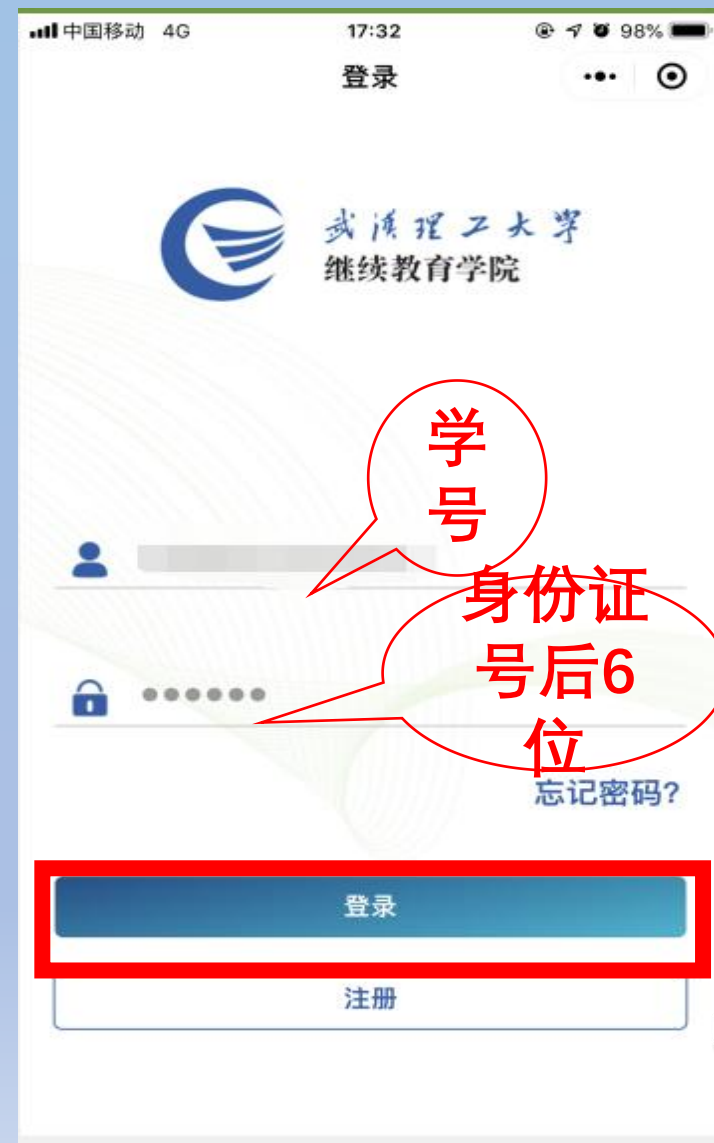 中国移动 4G 17:32 98%
登录
武汉理工大学
继续教育学院
学
号
身份证
号后6
位
忘记密码?
登录
注册